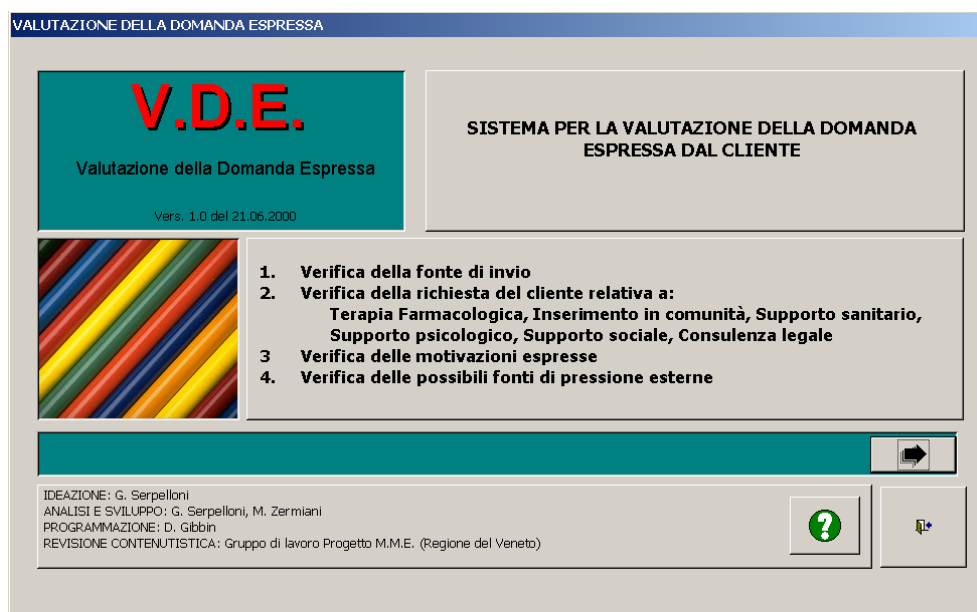 VALUTAZIONE DELLA DOMANDA ESPRESSA
V.D.E.
Valutazione della Domanda Espressa
Vers. 1.0 del 21.06.2000
SISTEMA PER LA VALUTAZIONE DELLA DOMANDA
ESPRESSA DAL CLIENTE
1. Verifica della fonte di invio
2. Verifica della richiesta del cliente relativa a:
Terapia Farmacologica, Inserimento in comunità, Supporto sanitario,
Supporto psicologico, Supporto sociale, Consulenza legale
3 Verifica delle motivazioni espresse
4. Verifica delle possibili fonti di pressione esterne
IDEAZIONE: G. Serpelloni
ANALISI E SVILUPPO: G. Serpelloni, M. Zermiani
PROGRAMMAZIONE: D. Gibbin
REVISIONE CONTENUTISTICA: Gruppo di lavoro Progetto M.M.E. (Regione del Veneto)
?